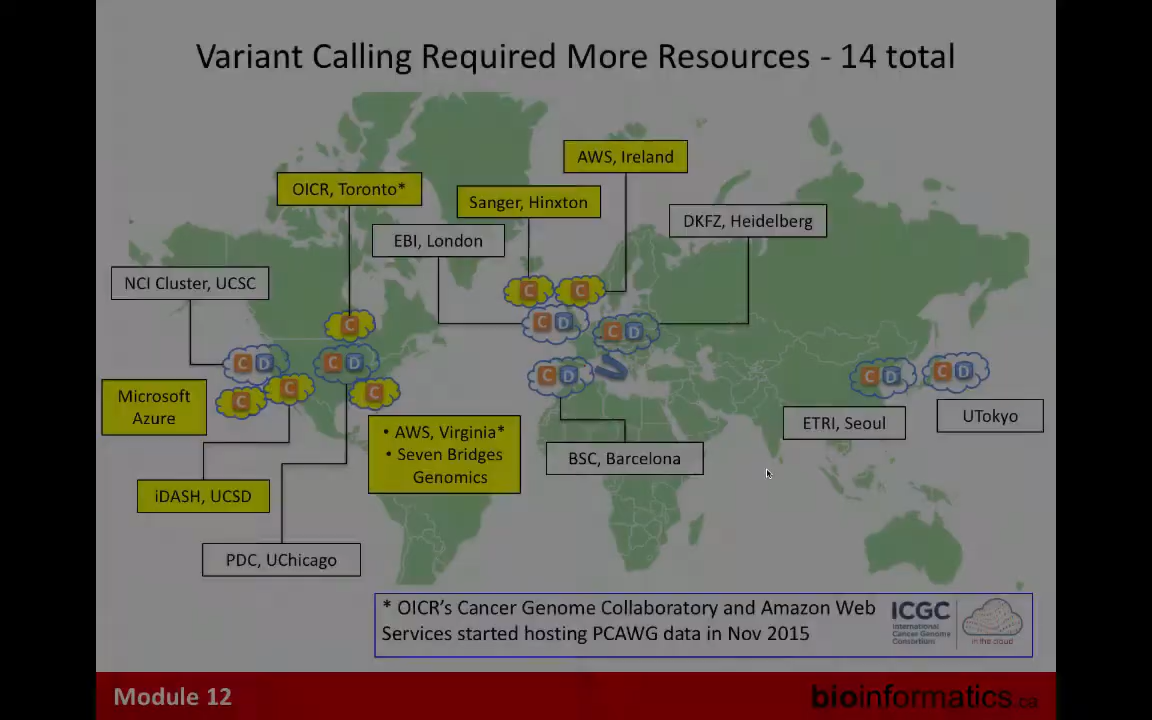 Variant Calling Required More Resources - 14 total
AWS, Ireland
OICR, Toronto*
Sanger, Hinxton
DKFZ, Heidelberg
EBI, London
NCI Cluster, UCSC
C
C
C D
C D
C
C D
C D
C D
C D
C D
C
C
C
Microsoft
Azure
• AWS, Virginia*
• Seven Bridges
Genomics
ETRI, Seoul
UTokyo
BSC, Barcelona
iDASH, UCSD
PDC, UChicago
* OICR's Cancer Genome Collaboratory and Amazon Web
Services started hosting PCAWG data in Nov 2015
ICGC
International
Cancer Genome
Consortium
in the cloud
Module 12
bioinformatics.ca